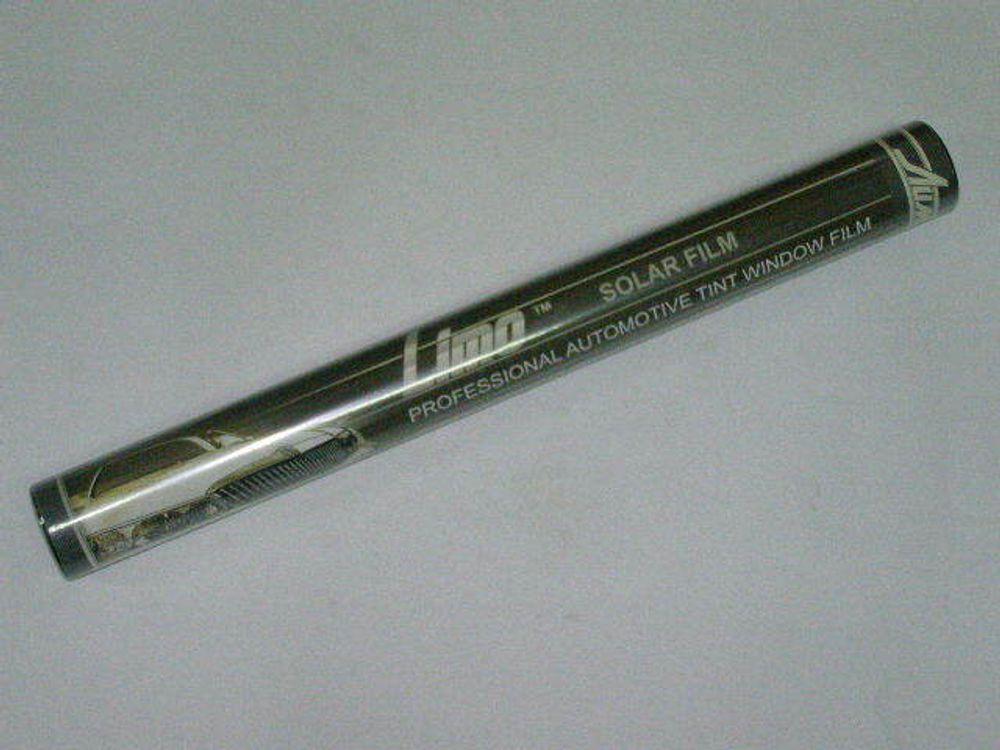 Limo™
SOLAR FILM
PROFESSIONAL AUTOMOTIVE TINT WINDOW FILM